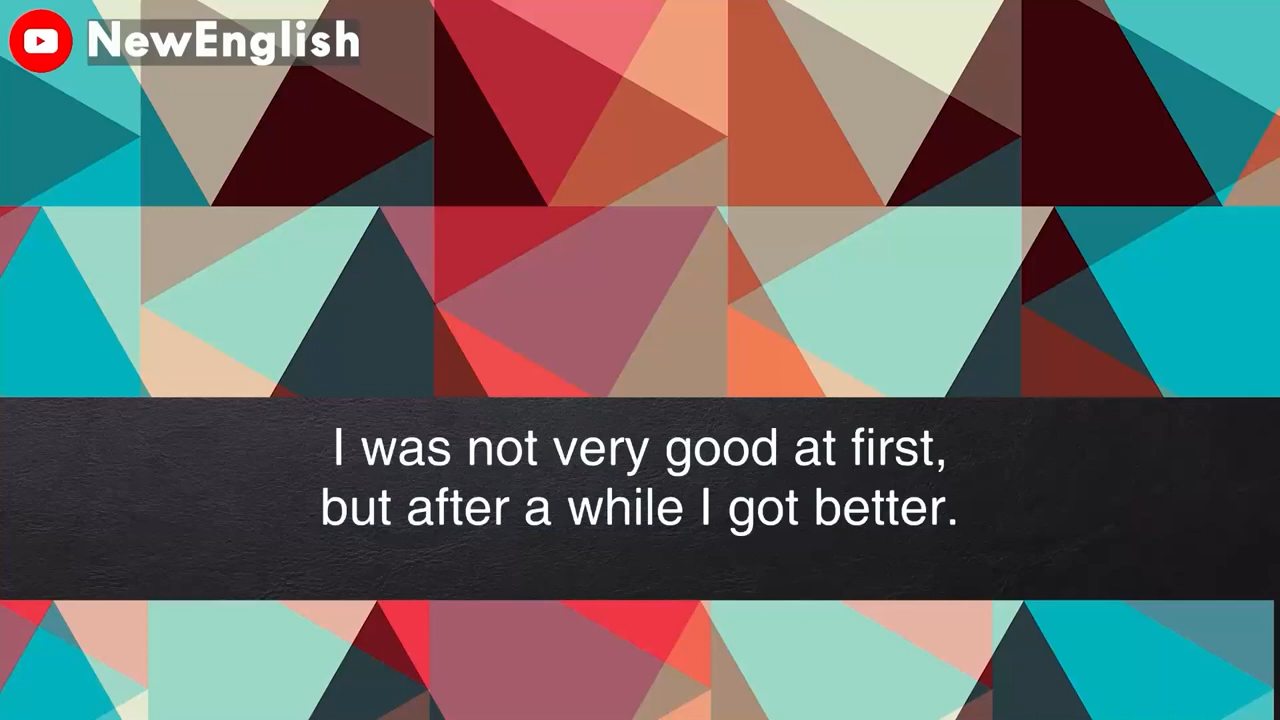 NewEnglish
I was not very good at first,
but after a while I got better.